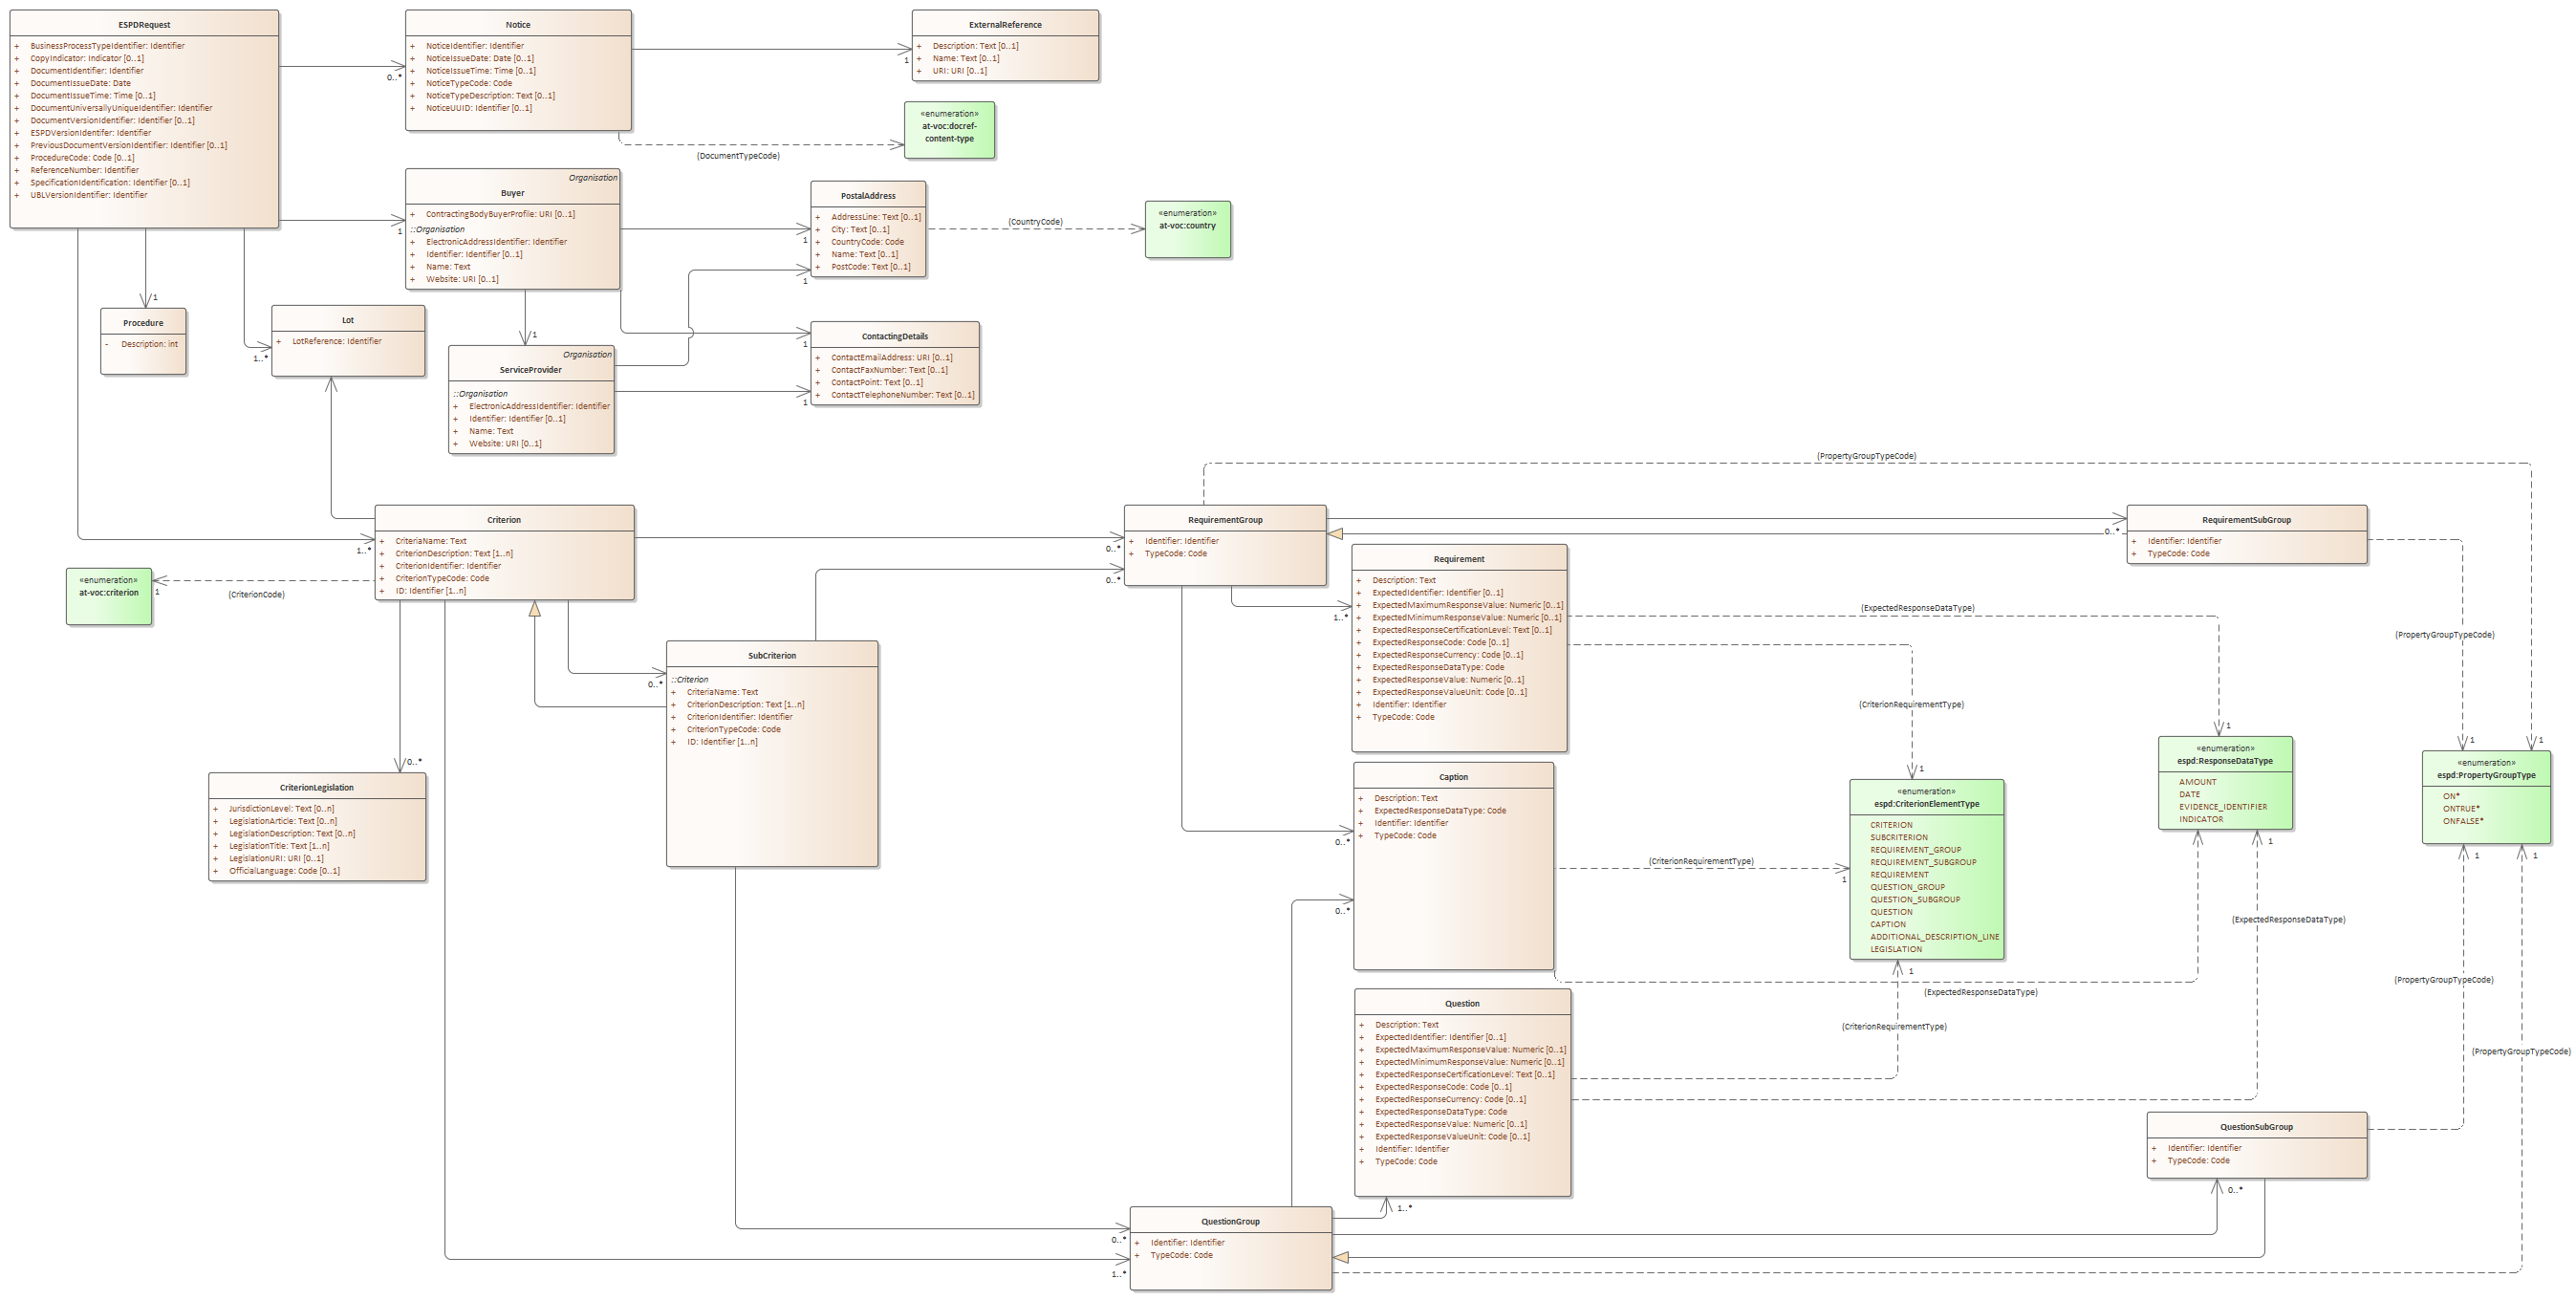 ESPDRequest
+ BusinessProcessTypeIdentifier: Identifier
+ CopyIndicator: Indicator [0..1]
+ DocumentIdentifier: Identifier
+ DocumentIssueDate: Date
+ DocumentIssueTime: Time [0..1]
+ DocumentUniversallyUniqueIdentifier: Identifier
+ DocumentVersionIdentifier: Identifier [0..1]
+ ESPDVersionIdentifer: Identifier
+ PreviousDocumentVersionIdentifier: Identifier [0..1]
+ ProcedureCode: Code [0..1]
+ ReferenceNumber: Identifier
+ SpecificationIdentification: Identifier [0..1]
+ UBLVersionIdentifier: Identifier
0..*
Notice
+ NoticeIdentifier: Identifier
+ NoticeIssueDate: Date [0..1]
+ NoticeIssueTime: Time [0..1]
+ NoticeTypeCode: Code
+ NoticeTypeDescription: Text [0..1]
+ NoticeUUID: Identifier [0..1]
1
ExternalReference
+ Description: Text [0..1]
+ Name: Text [0..1]
+ URI: URI [0..1]
«enumeration»
at-voc:docref-
content-type
(DocumentTypeCode)
1
Organisation
Buyer
+ ContractingBodyBuyerProfile: URI [0..1]
::Organisation
+ ElectronicAddressIdentifier: Identifier
+ Identifier: Identifier [0..1]
+ Name: Text
+ Website: URI [0..1]
1
1
PostalAddress
+ AddressLine: Text [0..1]
+ City: Text [0..1]
+ CountryCode: Code
+ Name: Text [0..1]
+ PostCode: Text [0..1]
(CountryCode)
«enumeration»
at-voc:country
1
Procedure
- Description: int
1..*
Lot
+ LotReference: Identifier
1
Organisation
ServiceProvider
::Organisation
+ ElectronicAddressIdentifier: Identifier
+ Identifier: Identifier [0..1]
+ Name: Text
+ Website: URI [0..1]
1
1
ContactingDetails
+ ContactEmailAddress: URI [0..1]
+ ContactFaxNumber: Text [0..1]
+ ContactPoint: Text [0..1]
+ ContactTelephoneNumber: Text [0..1]
(PropertyGroupTypeCode)
1..*
Criterion
+ CriteriaName: Text
+ CriterionDescription: Text [1..n]
+ CriterionIdentifier: Identifier
+ CriterionTypeCode: Code
+ ID: Identifier [1..n]
«enumeration»
at-voc:criterion
1
(CriterionCode)
0..*
0..*
RequirementGroup
+ Identifier: Identifier
+ TypeCode: Code
0..*
RequirementSubGroup
+ Identifier: Identifier
+ TypeCode: Code
1..*
Requirement
+ Description: Text
+ ExpectedIdentifier: Identifier [0..1]
+ ExpectedMaximumResponseValue: Numeric [0..1]
+ ExpectedMinimumResponseValue: Numeric [0..1]
+ ExpectedResponseCertificationLevel: Text [0..1]
+ ExpectedResponseCode: Code [0..1]
+ ExpectedResponseCurrency: Code [0..1]
+ ExpectedResponseDataType: Code
+ ExpectedResponseValue: Numeric [0..1]
+ ExpectedResponseValueUnit: Code [0..1]
+ Identifier: Identifier
+ TypeCode: Code
(ExpectedResponseDataType)
(PropertyGroupTypeCode)
(CriterionRequirementType)
0..*
SubCriterion
::Criterion
+ CriteriaName: Text
+ CriterionDescription: Text [1..n]
+ CriterionIdentifier: Identifier
+ CriterionTypeCode: Code
+ ID: Identifier [1..n]
0..*
CriterionLegislation
+ JurisdictionLevel: Text [0..n]
+ LegislationArticle: Text [0..n]
+ LegislationDescription: Text [0..n]
+ LegislationTitle: Text [1..n]
+ LegislationURI: URI [0..1]
+ OfficialLanguage: Code [0..1]
0..*
0..*
Caption
+ Description: Text
+ ExpectedResponseDataType: Code
+ Identifier: Identifier
+ TypeCode: Code
(CriterionRequirementType)
1
1
«enumeration»
espd:CriterionElementType
CRITERION
SUBCRITERION
REQUIREMENT_GROUP
REQUIREMENT_SUBGROUP
REQUIREMENT
QUESTION_GROUP
QUESTION_SUBGROUP
QUESTION
CAPTION
ADDITIONAL_DESCRIPTION_LINE
LEGISLATION
1
1
«enumeration»
espd:ResponseDataType
AMOUNT
DATE
EVIDENCE_IDENTIFIER
INDICATOR
1
1
1
«enumeration»
espd:PropertyGroupType
ON*
ONTRUE*
ONFALSE*
1
1
(ExpectedResponseDataType)
(ExpectedResponseDataType)
(PropertyGroupTypeCode)
(CriterionRequirementType)
(PropertyGroupTypeCode)
Question
+ Description: Text
+ ExpectedIdentifier: Identifier [0..1]
+ ExpectedMaximumResponseValue: Numeric [0..1]
+ ExpectedMinimumResponseValue: Numeric [0..1]
+ ExpectedResponseCertificationLevel: Text [0..1]
+ ExpectedResponseCode: Code [0..1]
+ ExpectedResponseCurrency: Code [0..1]
+ ExpectedResponseDataType: Code
+ ExpectedResponseValue: Numeric [0..1]
+ ExpectedResponseValueUnit: Code [0..1]
+ Identifier: Identifier
+ TypeCode: Code
1..*
QuestionSubGroup
+ Identifier: Identifier
+ TypeCode: Code
0..*
0..*
1..*
QuestionGroup
+ Identifier: Identifier
+ TypeCode: Code